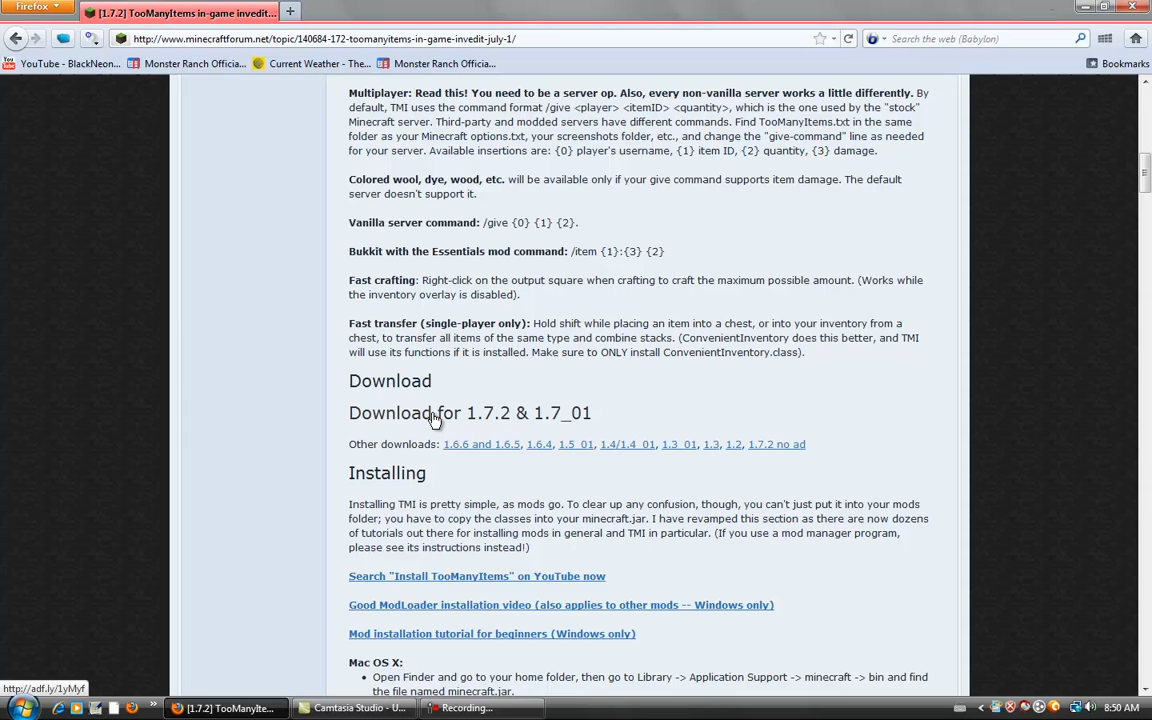 Firefox
[1.7.2] TooManyItems in-game invedit...
http://www.minecraftforum.net/topic/140684-172-toomanyitems-in-game-invedit-july-1/
Search the web (Babylon)
YouTube - BlackNeon...
Monster Ranch Officia...
Current Weather - The...
Monster Ranch Officia...
Bookmarks
Multiplayer: Read this! You need to be a server op. Also, every non-vanilla server works a little differently. By
default, TMI uses the command format /give <player> <itemID> <quantity>, which is the one used by the "stock"
Minecraft server. Third-party and modded servers have different commands. Find TooManyItems.txt in the same
folder as your Minecraft options.txt, your screenshots folder, etc., and change the "give-command" line as needed
for your server. Available insertions are: {0} player's username, {1} item ID, {2} quantity, {3} damage.
Colored wool, dye, wood, etc. will be available only if your give command supports item damage. The default
server doesn't support it.
Vanilla server command: /give {0} {1} {2}.
Bukkit with the Essentials mod command: /item {1}:{3} {2}
Fast crafting: Right-click on the output square when crafting to craft the maximum possible amount. (Works while
the inventory overlay is disabled).
Fast transfer (single-player only): Hold shift while placing an item into a chest, or into your inventory from a
chest, to transfer all items of the same type and combine stacks. (ConvenientInventory does this better, and TMI
will use its functions if it is installed. Make sure to ONLY install ConvenientInventory.class).
Download
Download for 1.7.2 & 1.7_01
Other downloads: 1.6.6 and 1.6.5, 1.6.4, 1.5_01, 1.4/1.4_01, 1.3_01, 1.3, 1.2, 1.7.2 no ad
Installing
Installing TMI is pretty simple, as mods go. To clear up any confusion, though, you can't just put it into your mods
folder; you have to copy the classes into your minecraft.jar. I have revamped this section as there are now dozens
of tutorials out there for installing mods in general and TMI in particular. (If you use a mod manager program,
please see its instructions instead!)
Search "Install TooManyItems" on YouTube now
Good ModLoader installation video (also applies to other mods -- Windows only)
Mod installation tutorial for beginners (Windows only)
Mac OS X:
Open Finder and go to your home folder, then go to Library -> Application Support -> minecraft -> bin and find
the file named minecraft.jar.
http://adf.ly/1yMyf
[1.7.2] TooManyIte...
Camtasia Studio - U...
Recording...
8:50 AM